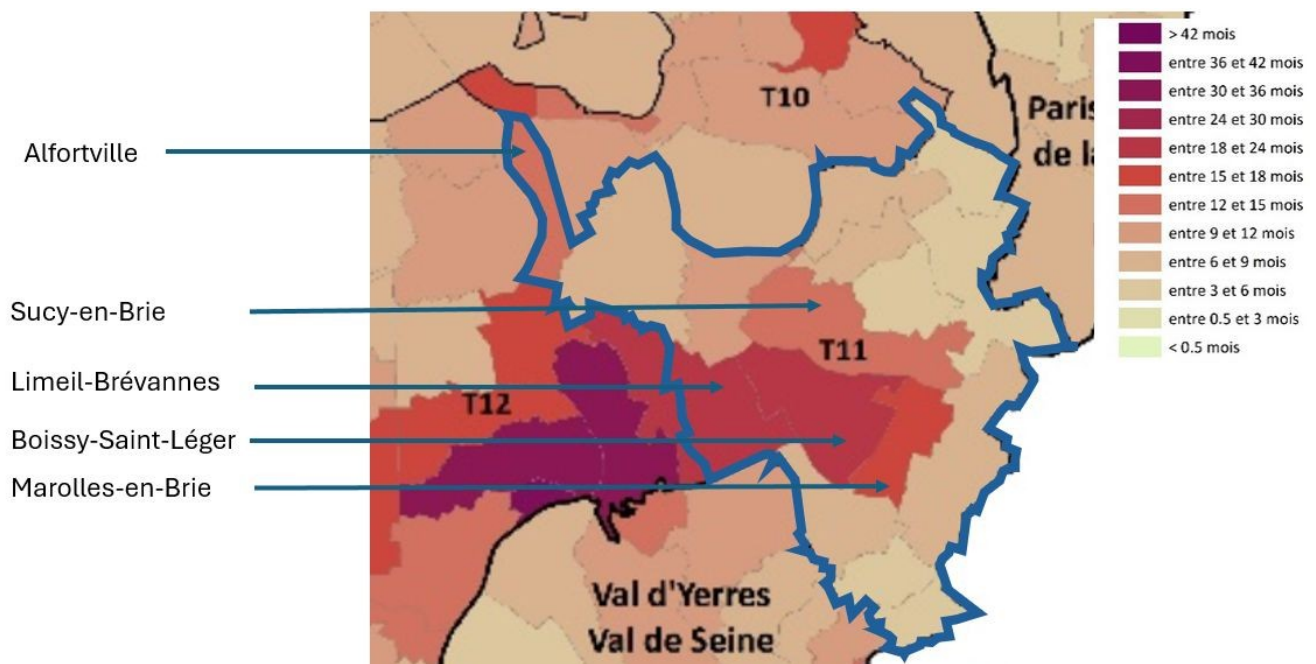 Alfortville
Sucy-en-Brie
Limeil-Brévannes
Boissy-Saint-Léger
Marolles-en-Brie
T10
T11
T12
Val d'Yerres
Val de Seine
Paris
de la
> 42 mois
entre 36 et 42 mois
entre 30 et 36 mois
entre 24 et 30 mois
entre 18 et 24 mois
entre 15 et 18 mois
entre 12 et 15 mois
entre 9 et 12 mois
entre 6 et 9 mois
entre 3 et 6 mois
entre 0.5 et 3 mois
< 0.5 mois